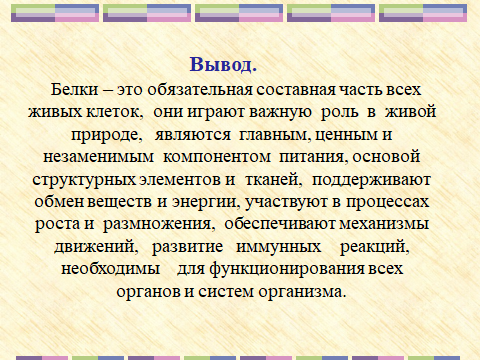 Вывод.
Белки – это обязательная составная часть всех
живых клеток, они играют важную роль в живой
природе, являются главным, ценным и
незаменимым компонентом питания, основой
структурных элементов и тканей, поддерживают
обмен веществ и энергии, участвуют в процессах
роста и размножения, обеспечивают механизмы
движений, развитие иммунных реакций,
необходимы для функционирования всех
органов и систем организма.